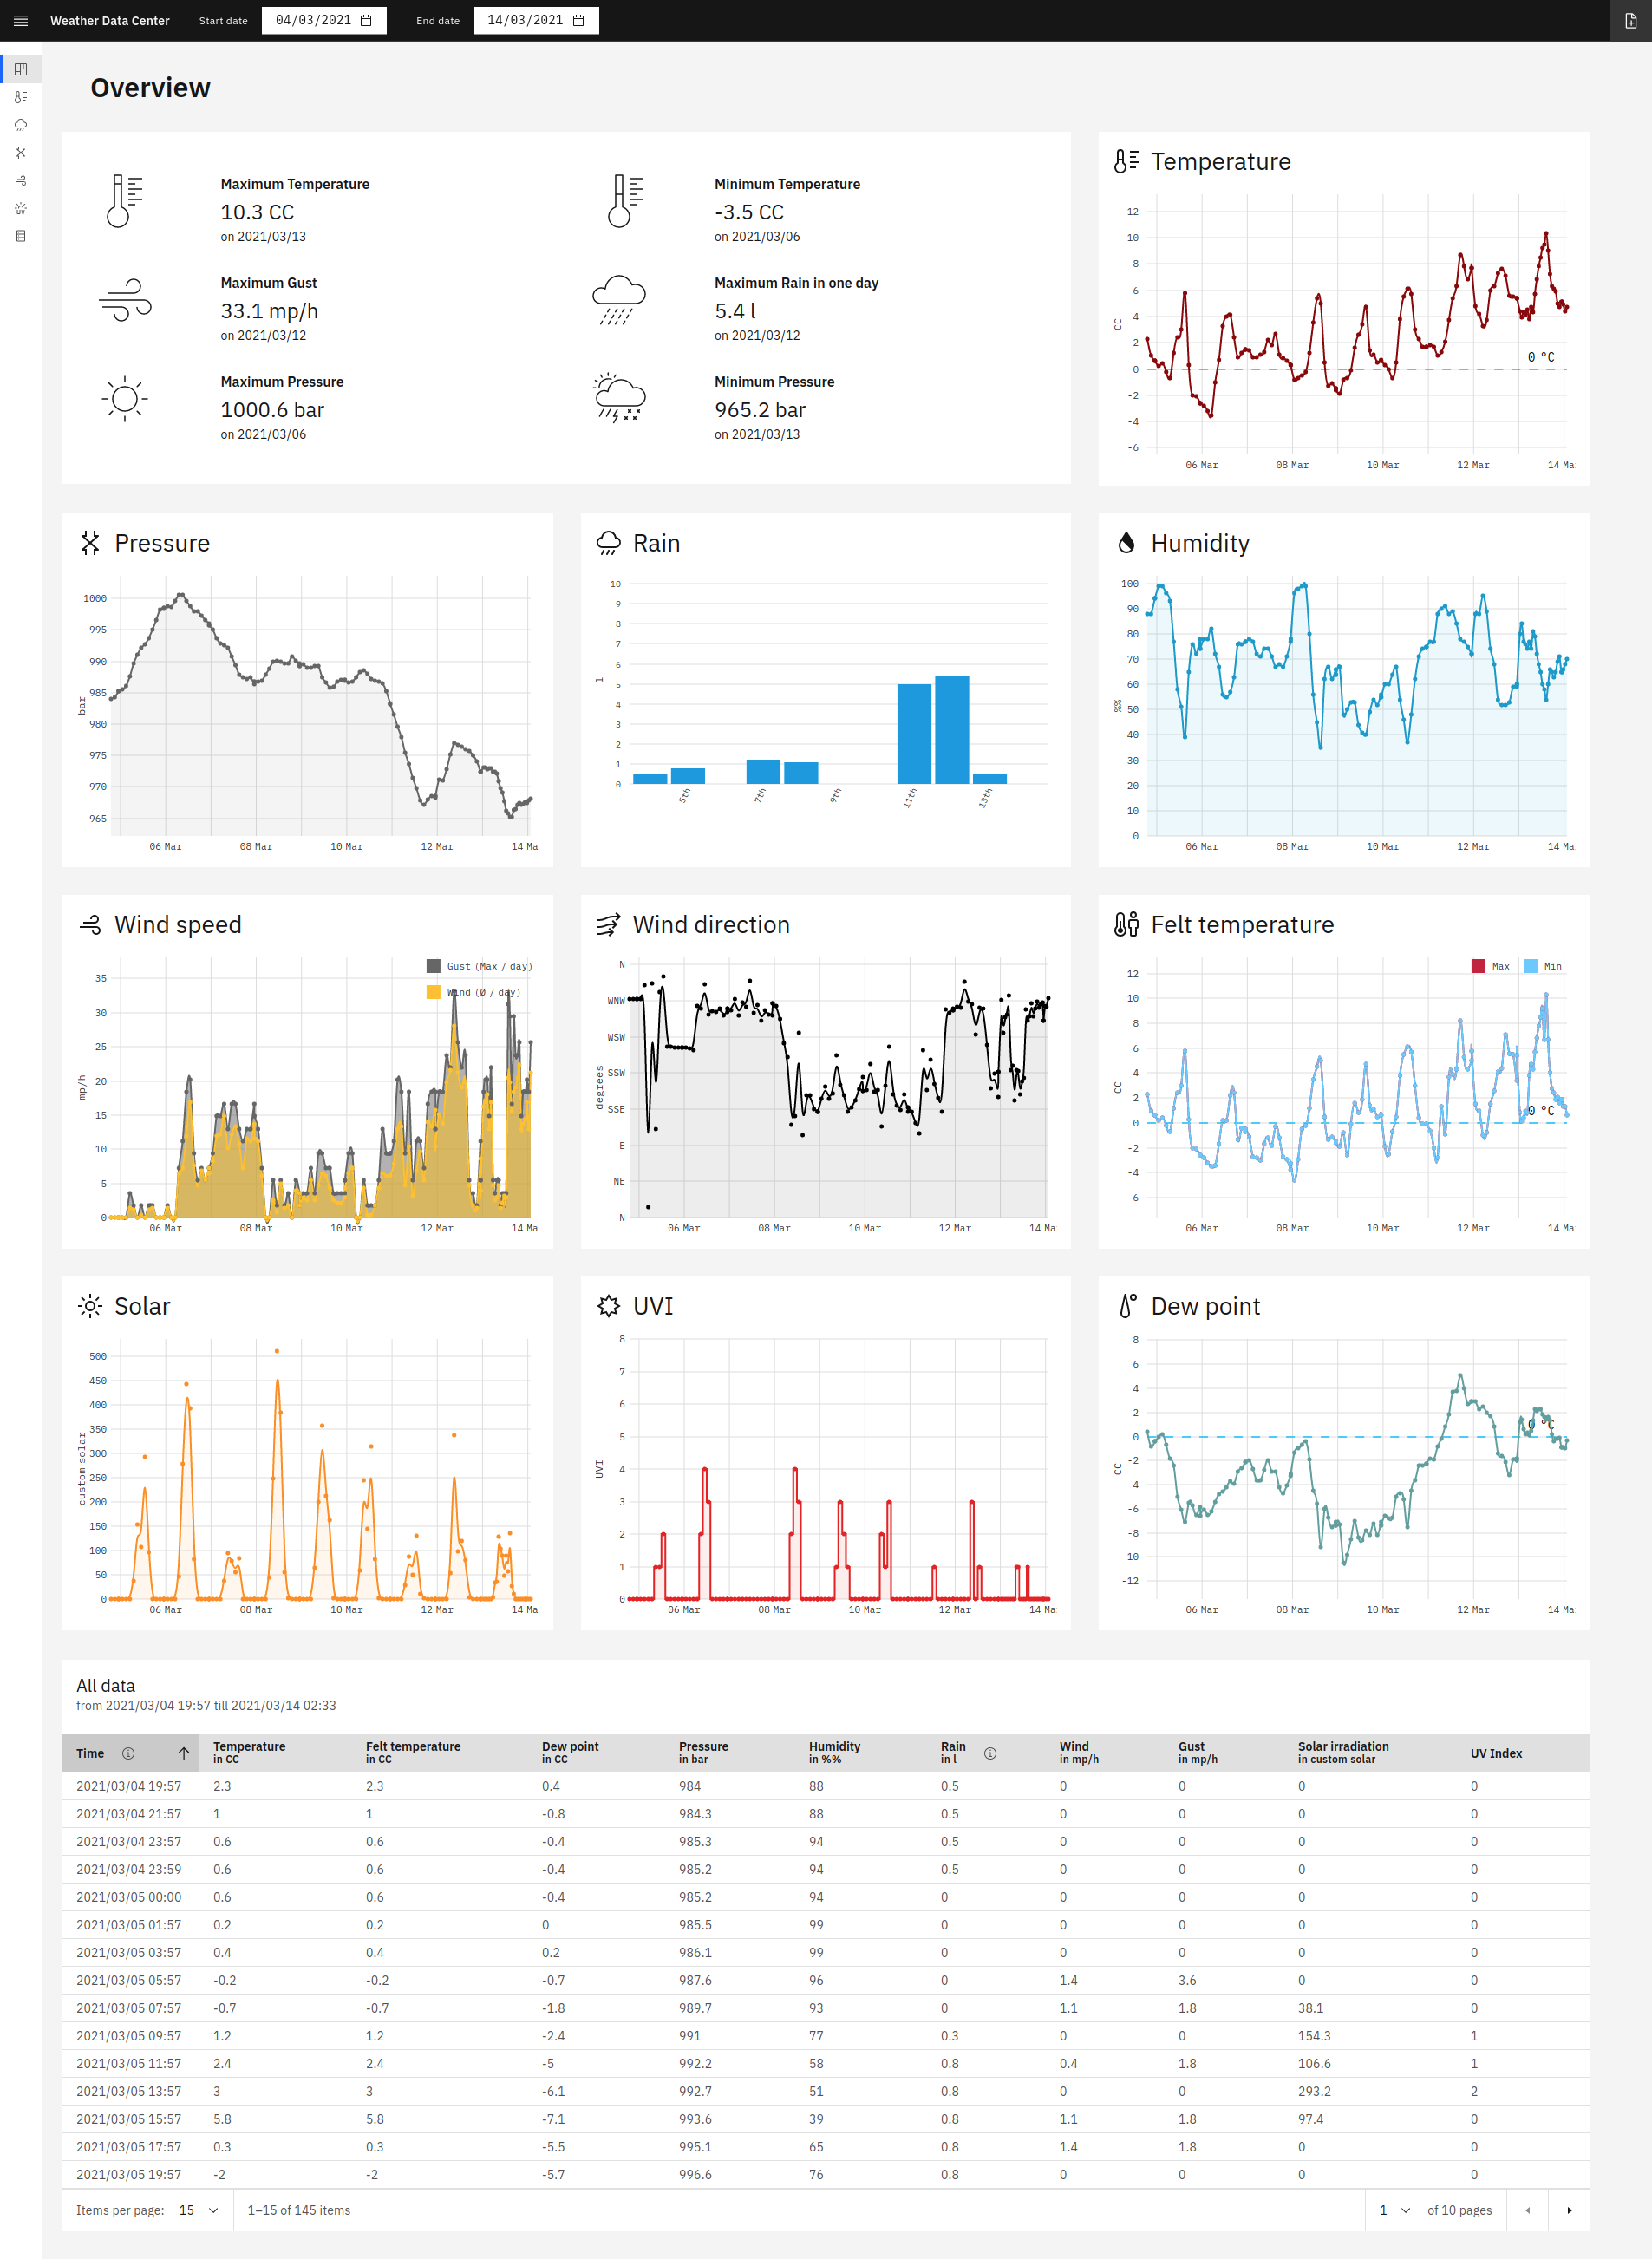 Weather Data Center Start date 04/03/2021 End date 14/03/2021
Overview
Maximum Temperature
10.3 CC
on 2021/03/13
Minimum Temperature
-3.5 CC
on 2021/03/06
Maximum Gust
33.1 mp/h
on 2021/03/12
Maximum Rain in one day
5.4 l
on 2021/03/12
Maximum Pressure
1000.6 bar
on 2021/03/06
Minimum Pressure
965.2 bar
on 2021/03/13
Temperature
12
10
8
6
4
2
0
-2
-4
-6
CC
0 °C
06 Mar 08 Mar 10 Mar 12 Mar 14 Ma
Pressure
1000
995
990
985
980
975
970
965
bar
06 Mar 08 Mar 10 Mar 12 Mar 14 Ma
Rain
10
9
8
7
6
5
4
3
2
1
0
l
5th 7th 9th 11th 13th
Humidity
100
90
80
70
60
50
40
30
20
10
0
%%
06 Mar 08 Mar 10 Mar 12 Mar 14 Ma
Wind speed
Gust (Max / day)
Wind (Ø / day)
35
30
25
20
15
10
5
0
mp/h
06 Mar 08 Mar 10 Mar 12 Mar 14 Ma
Wind direction
N
WNW
WSW
SSW
SSE
E
NE
N
degrees
06 Mar 08 Mar 10 Mar 12 Mar 14 Ma
Felt temperature
Max Min
12
10
8
6
4
2
0
-2
-4
-6
CC
0 °C
06 Mar 08 Mar 10 Mar 12 Mar 14 Ma
Solar
500
450
400
350
300
250
200
150
100
50
0
custom solar
06 Mar 08 Mar 10 Mar 12 Mar 14 Ma
UVI
8
7
6
5
4
3
2
1
0
UVI
06 Mar 08 Mar 10 Mar 12 Mar 14 Ma
Dew point
8
6
4
2
0
-2
-4
-6
-8
-10
-12
CC
0 °C
06 Mar 08 Mar 10 Mar 12 Mar 14 Ma
All data
from 2021/03/04 19:57 till 2021/03/14 02:33
Time Temperature Felt temperature Dew point Pressure Humidity Rain Wind Gust Solar irradiation UV Index
in CC in CC in CC in bar in %% in l in mp/h in mp/h in custom solar
2021/03/04 19:57 2.3 2.3 0.4 984 88 0.5 0 0 0 0
2021/03/04 21:57 1 1 -0.8 984.3 88 0.5 0 0 0 0
2021/03/04 23:57 0.6 0.6 -0.4 985.3 94 0.5 0 0 0 0
2021/03/04 23:59 0.6 0.6 -0.4 985.2 94 0.5 0 0 0 0
2021/03/05 00:00 0.6 0.6 -0.4 985.2 94 0 0 0 0 0
2021/03/05 01:57 0.2 0.2 0 985.5 99 0 0 0 0 0
2021/03/05 03:57 0.4 0.4 0.2 986.1 99 0 0 0 0 0
2021/03/05 05:57 -0.2 -0.2 -0.7 987.6 96 0 1.4 3.6 0 0
2021/03/05 07:57 -0.7 -0.7 -1.8 989.7 93 0 1.1 1.8 38.1 0
2021/03/05 09:57 1.2 1.2 -2.4 991 77 0.3 0 0 154.3 1
2021/03/05 11:57 2.4 2.4 -5 992.2 58 0.8 0.4 1.8 106.6 1
2021/03/05 13:57 3 3 -6.1 992.7 51 0.8 0 0 293.2 2
2021/03/05 15:57 5.8 5.8 -7.1 993.6 39 0.8 1.1 1.8 97.4 0
2021/03/05 17:57 0.3 0.3 -5.5 995.1 65 0.8 1.4 1.8 0 0
2021/03/05 19:57 -2 -2 -5.7 996.6 76 0.8 0 0 0 0
Items per page: 15 1–15 of 145 items 1 of 10 pages